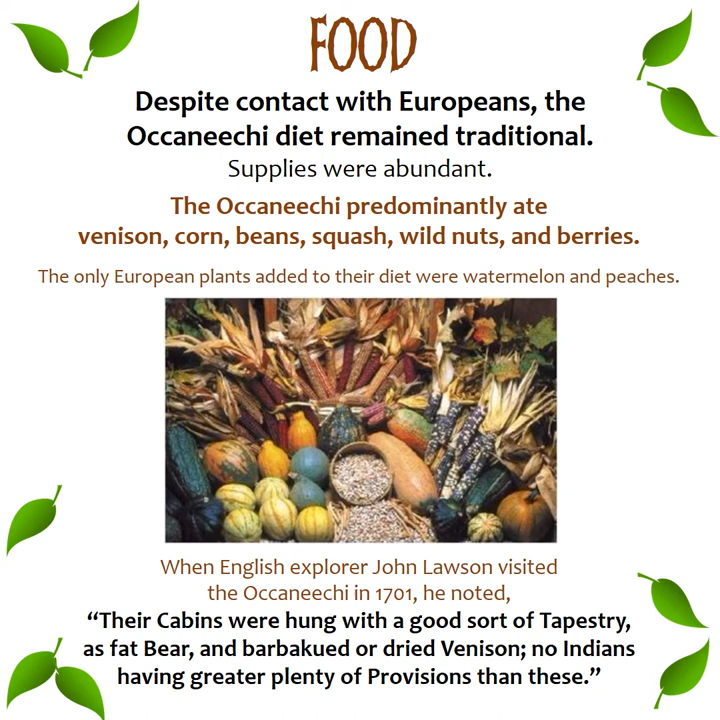 FOOD
Despite contact with Europeans, the
Occaneechi diet remained traditional.
Supplies were abundant.
The Occaneechi predominantly ate
venison, corn, beans, squash, wild nuts, and berries.
The only European plants added to their diet were watermelon and peaches.
When English explorer John Lawson visited
the Occaneechi in 1701, he noted,
“Their Cabins were hung with a good sort of Tapestry,
as fat Bear, and barbakued or dried Venison; no Indians
having greater plenty of Provisions than these.”